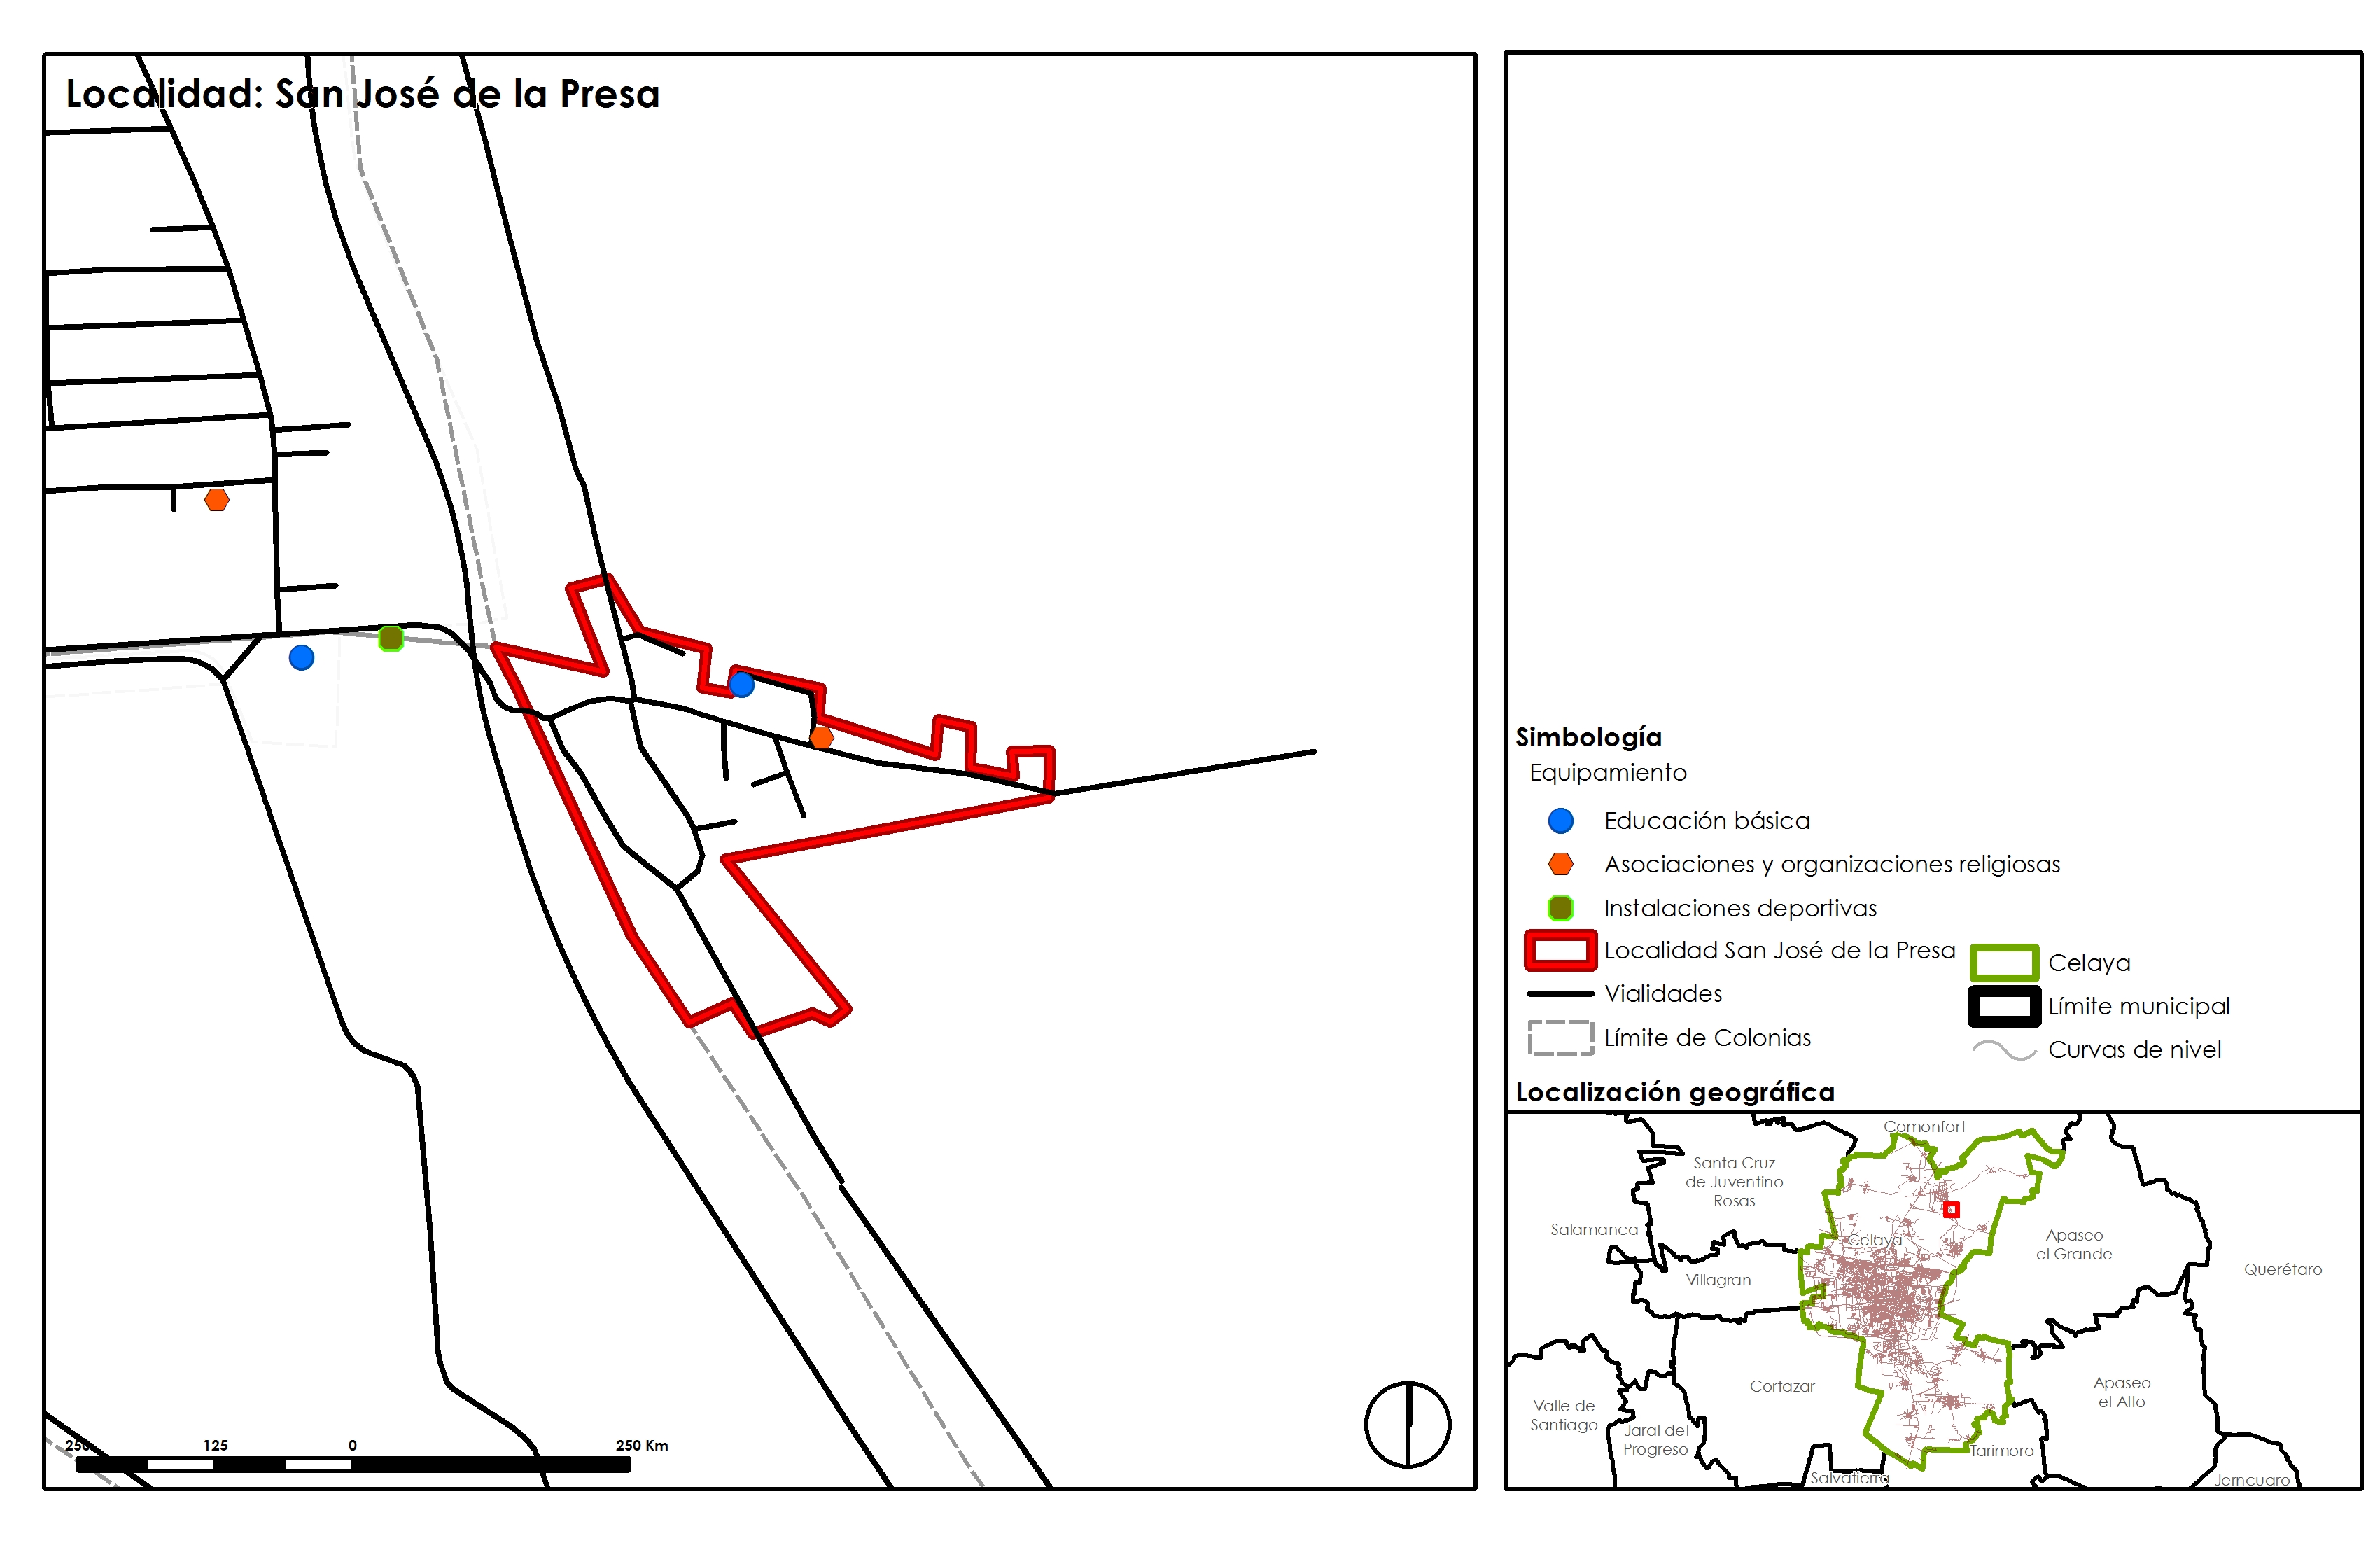 Localidad: San José de la Presa
250
125
0
250 Km
Simbología
Equipamiento
Educación básica
Asociaciones y organizaciones religiosas
Instalaciones deportivas
Localidad San José de la Presa
Vialidades
Límite de Colonias
Celaya
Límite municipal
Curvas de nivel
Localización geográfica
Comonfort
Santa Cruz
de Juventino
Rosas
Salamanca
Celaya
Apaseo
el Grande
Querétaro
Villagran
Cortazar
Apaseo
el Alto
Valle de
Santiago
Jaral del
Progreso
Tarimoro
Salvatierra
Jerncuaro